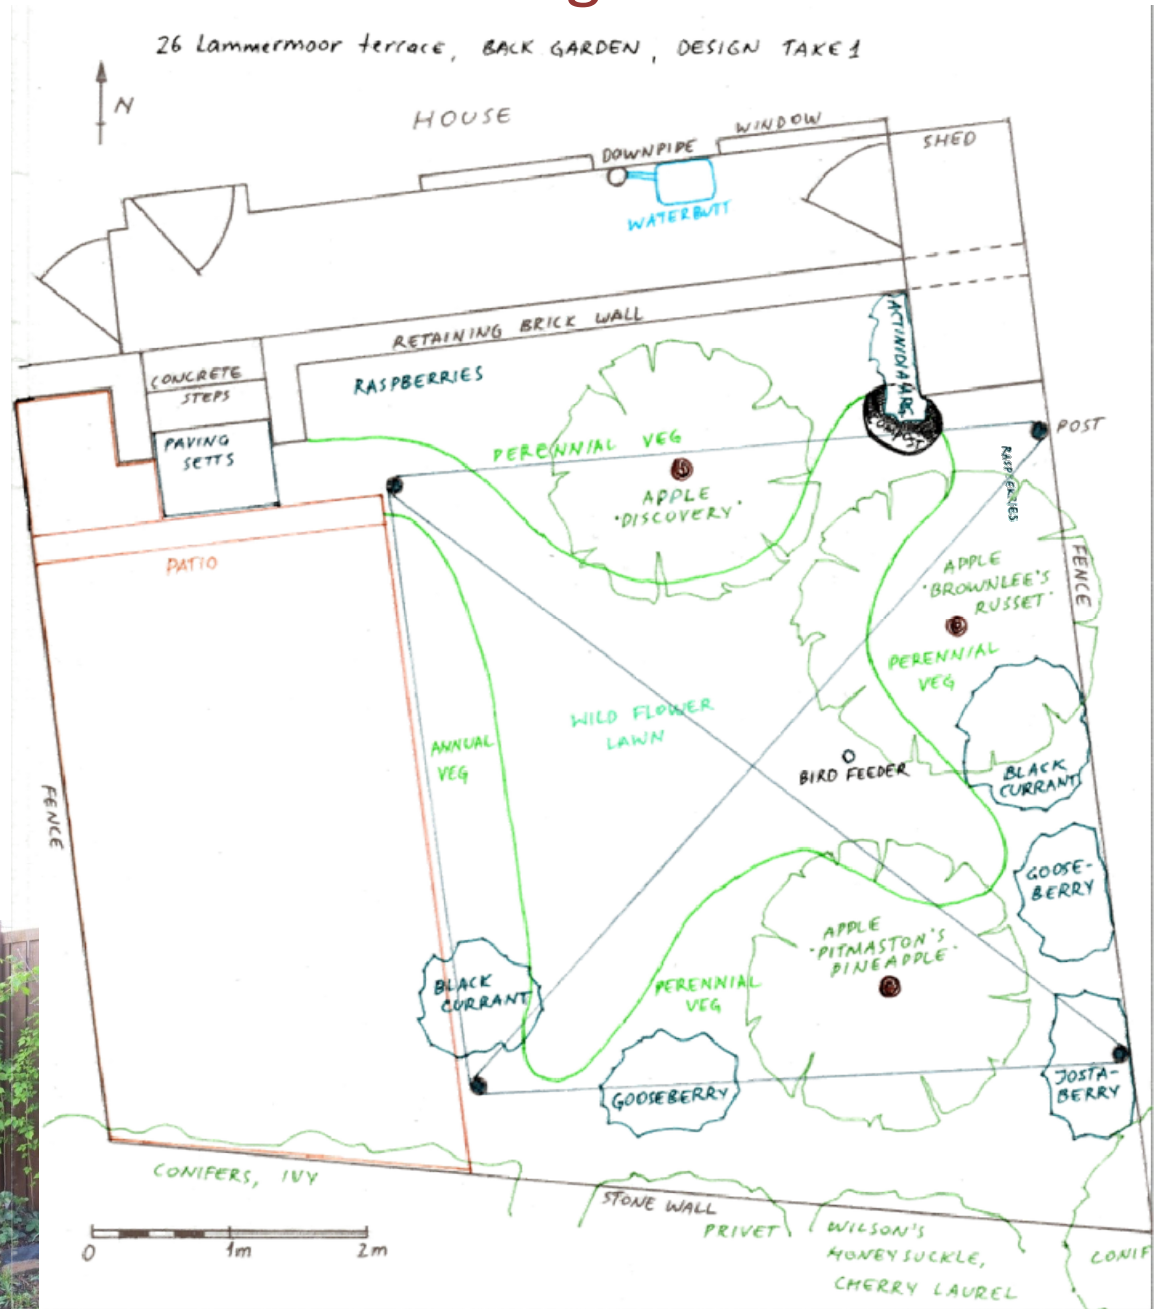 26 Lammermoor terrace, BACK GARDEN, DESIGN TAKE 1
N
HOUSE
WINDOW
DOWNPIPE
SHED
WATERBUTT
RETAINING BRICK WALL
CONCRETE
STEPS
RASPBERRIES
PAVING
SETTS
PERENNIAL VEG
POST
RASPBERRIES
APPLE
'DISCOVERY'
PATIO
FENCE
APPLE
'BROWNLEE'S
RUSSET'
PERENNIAL
VEG
WILD FLOWER
LAWN
ANNUAL
VEG
BIRD FEEDER
BLACK
CURRANT
FENCE
GOOSE-
BERRY
APPLE
'PITMASTON'S
PINEAPPLE'
BLACK
CURRANT
PERENNIAL
VEG
JOSTA-
BERRY
GOOSEBERRY
CONIFERS, IVY
STONE WALL
PRIVET
WILSON'S
HONEYSUCKLE,
CHERRY LAUREL
CONIF
0 1m 2m